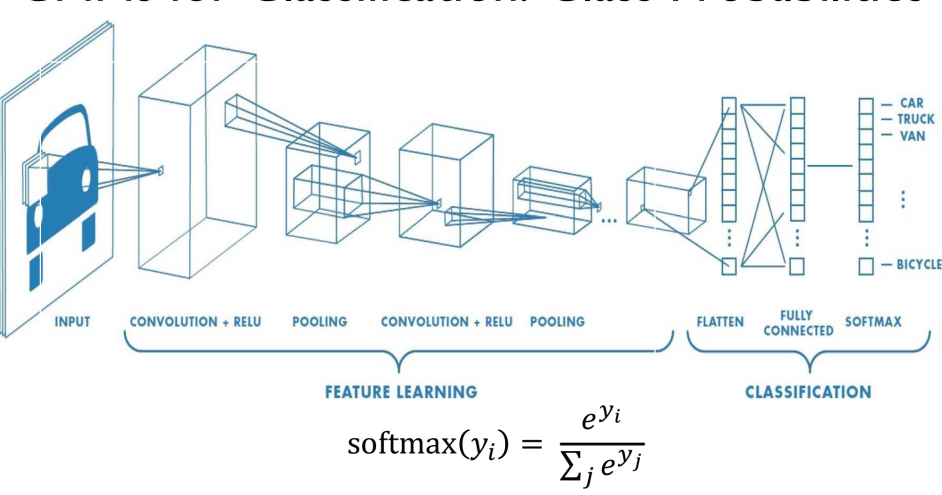 CAR
TRUCK
VAN
BICYCLE
INPUT
CONVOLUTION + RELU
POOLING
CONVOLUTION + RELU
POOLING
FLATTEN
FULLY
CONNECTED
SOFTMAX
FEATURE LEARNING
CLASSIFICATION
softmax(yᵢ) = e^{yᵢ} / ∑ⱼ e^{yⱼ}